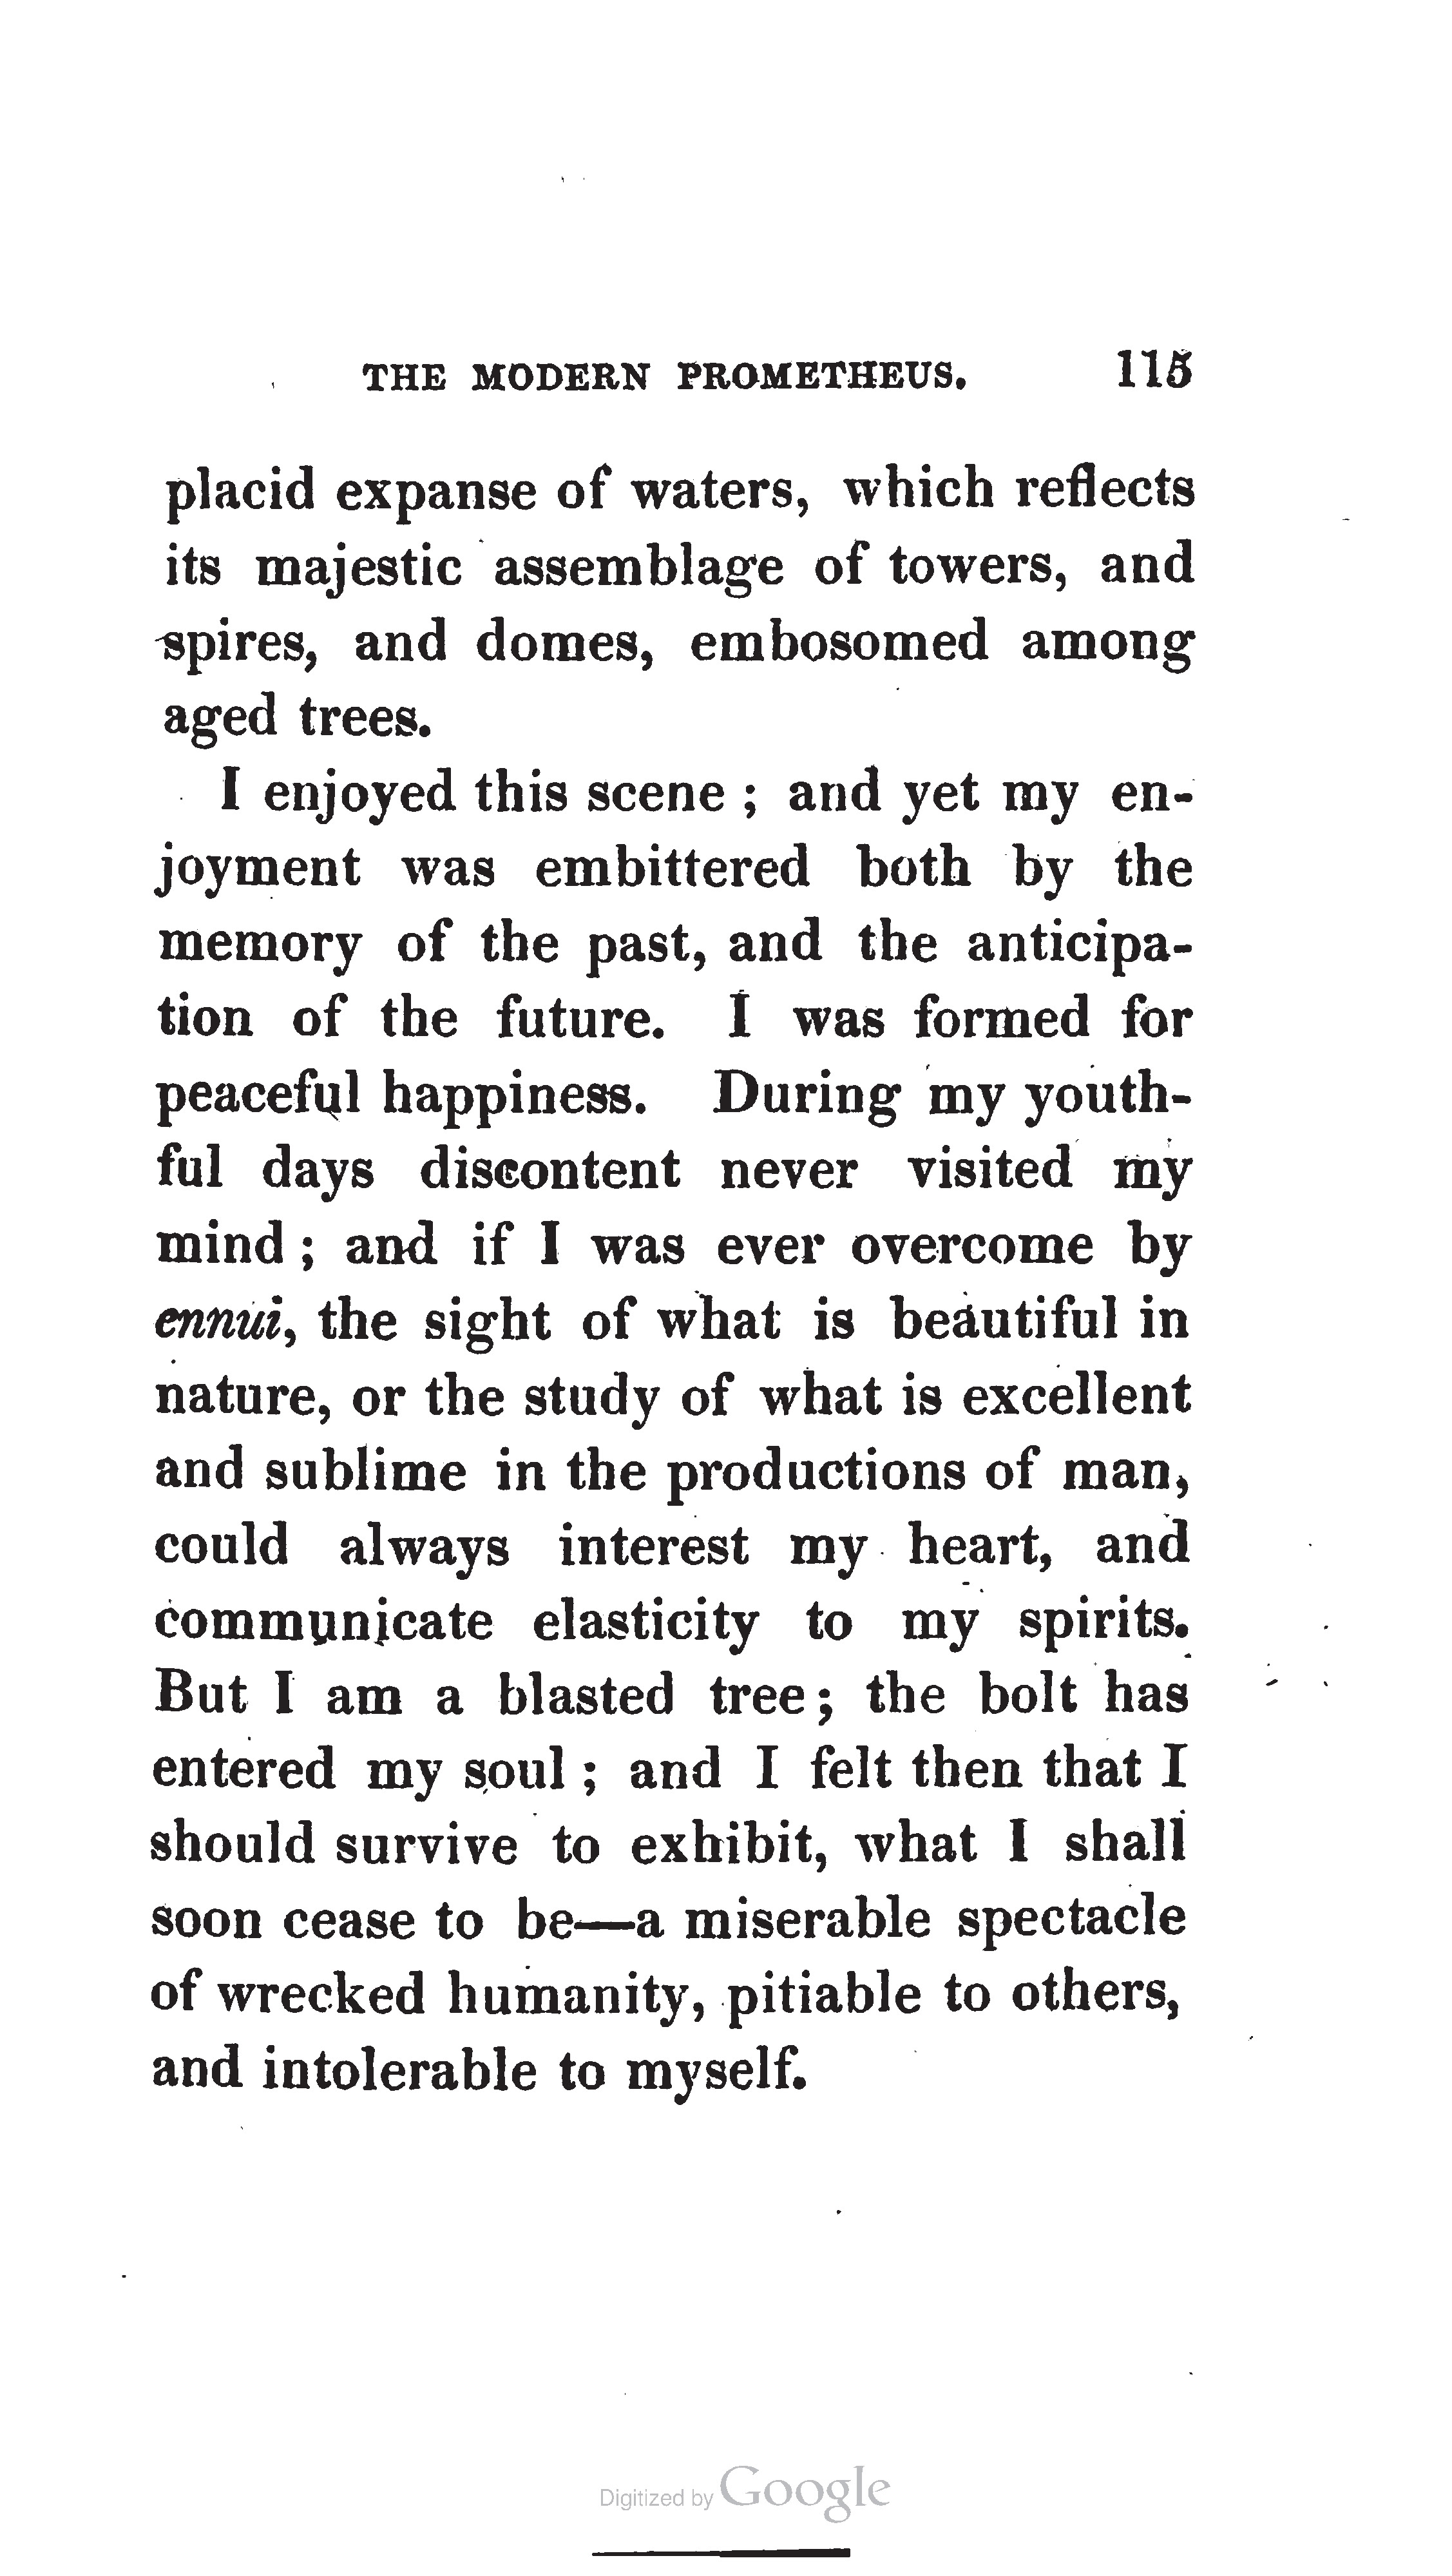 THE MODERN PROMETHEUS. 115
placid expanse of waters, which reflects
its majestic assemblage of towers, and
spires, and domes, embosomed among
aged trees.
I enjoyed this scene ; and yet my en-
joyment was embittered both by the
memory of the past, and the anticipa-
tion of the future. I was formed for
peaceful happiness. During my youth-
ful days discontent never visited my
mind ; and if I was ever overcome by
ennui, the sight of what is beautiful in
nature, or the study of what is excellent
and sublime in the productions of man,
could always interest my heart, and
communicate elasticity to my spirits.
But I am a blasted tree ; the bolt has
entered my soul ; and I felt then that I
should survive to exhibit, what I shall
soon cease to be—a miserable spectacle
of wrecked humanity, pitiable to others,
and intolerable to myself.
Digitized by Google